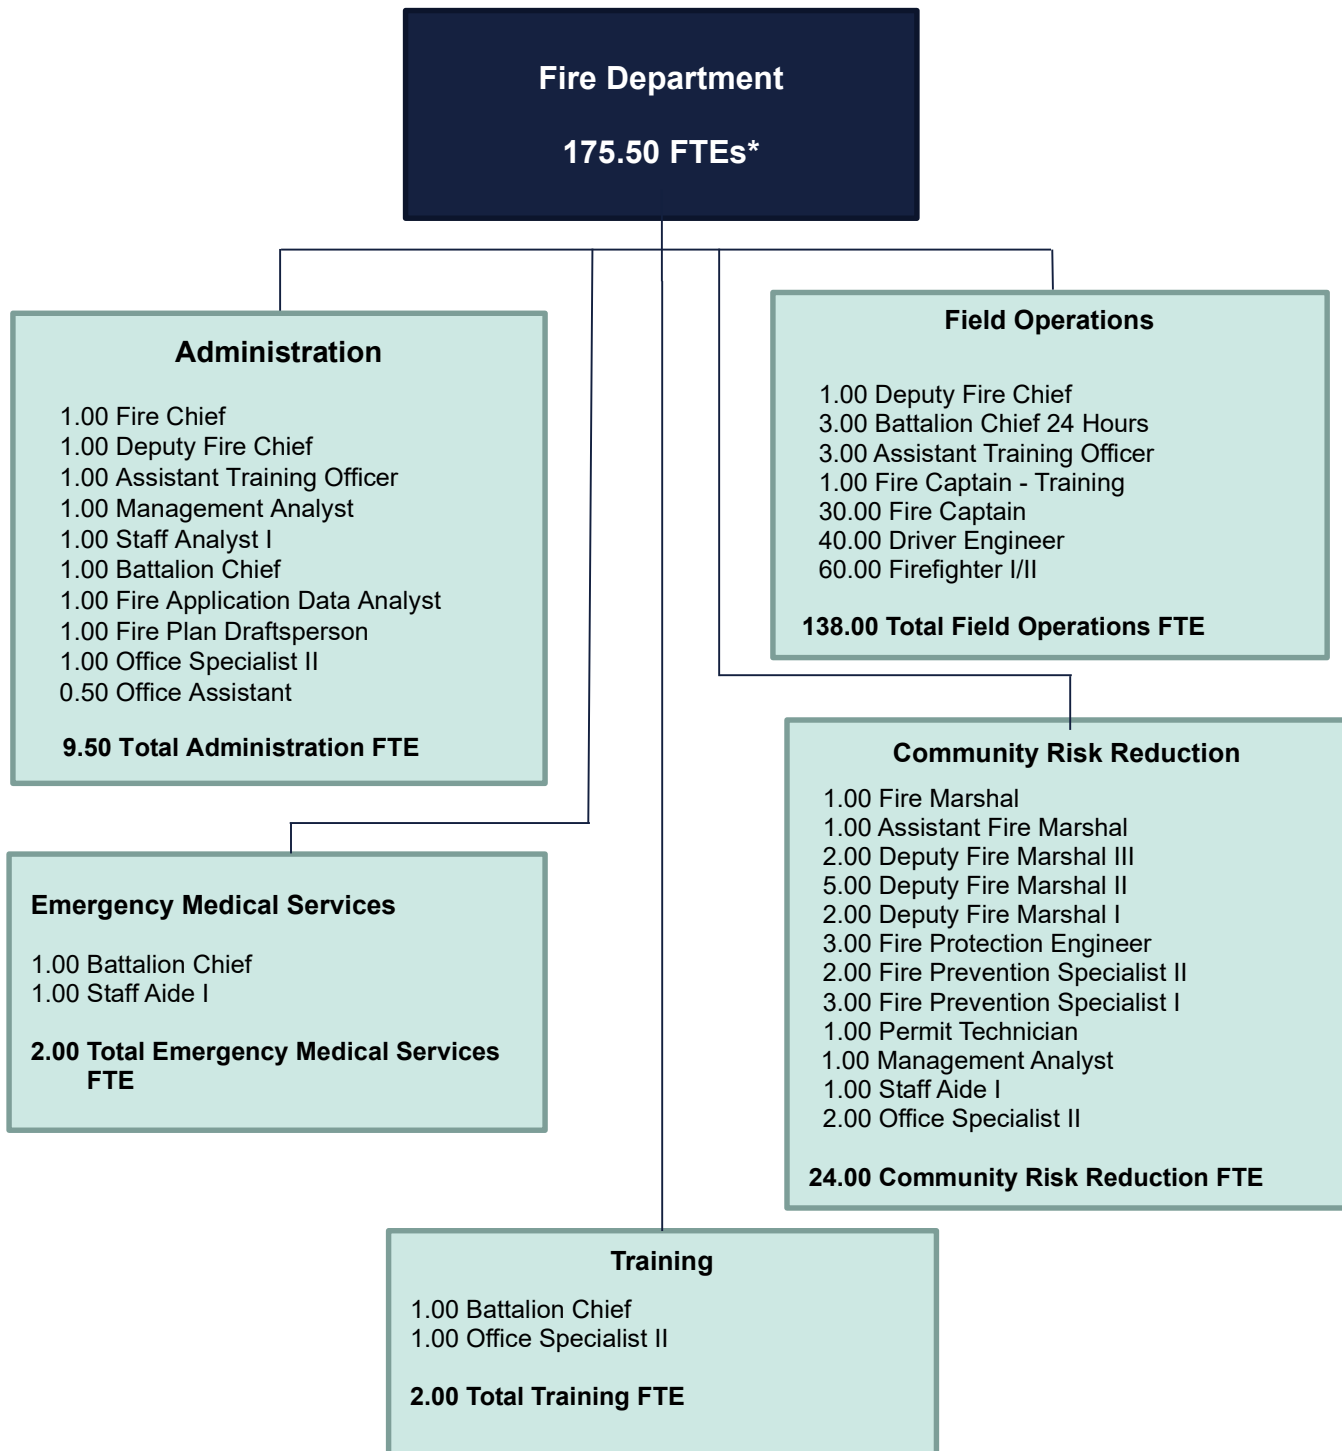 Fire Department
175.50 FTEs*
Administration
1.00 Fire Chief
1.00 Deputy Fire Chief
1.00 Assistant Training Officer
1.00 Management Analyst
1.00 Staff Analyst I
1.00 Battalion Chief
1.00 Fire Application Data Analyst
1.00 Fire Plan Draftsperson
1.00 Office Specialist II
0.50 Office Assistant
9.50 Total Administration FTE
Field Operations
1.00 Deputy Fire Chief
3.00 Battalion Chief 24 Hours
3.00 Assistant Training Officer
1.00 Fire Captain - Training
30.00 Fire Captain
40.00 Driver Engineer
60.00 Firefighter I/II
138.00 Total Field Operations FTE
Emergency Medical Services
1.00 Battalion Chief
1.00 Staff Aide I
2.00 Total Emergency Medical Services
FTE
Community Risk Reduction
1.00 Fire Marshal
1.00 Assistant Fire Marshal
2.00 Deputy Fire Marshal III
5.00 Deputy Fire Marshal II
2.00 Deputy Fire Marshal I
3.00 Fire Protection Engineer
2.00 Fire Prevention Specialist II
3.00 Fire Prevention Specialist I
1.00 Permit Technician
1.00 Management Analyst
1.00 Staff Aide I
2.00 Office Specialist II
24.00 Community Risk Reduction FTE
Training
1.00 Battalion Chief
1.00 Office Specialist II
2.00 Total Training FTE